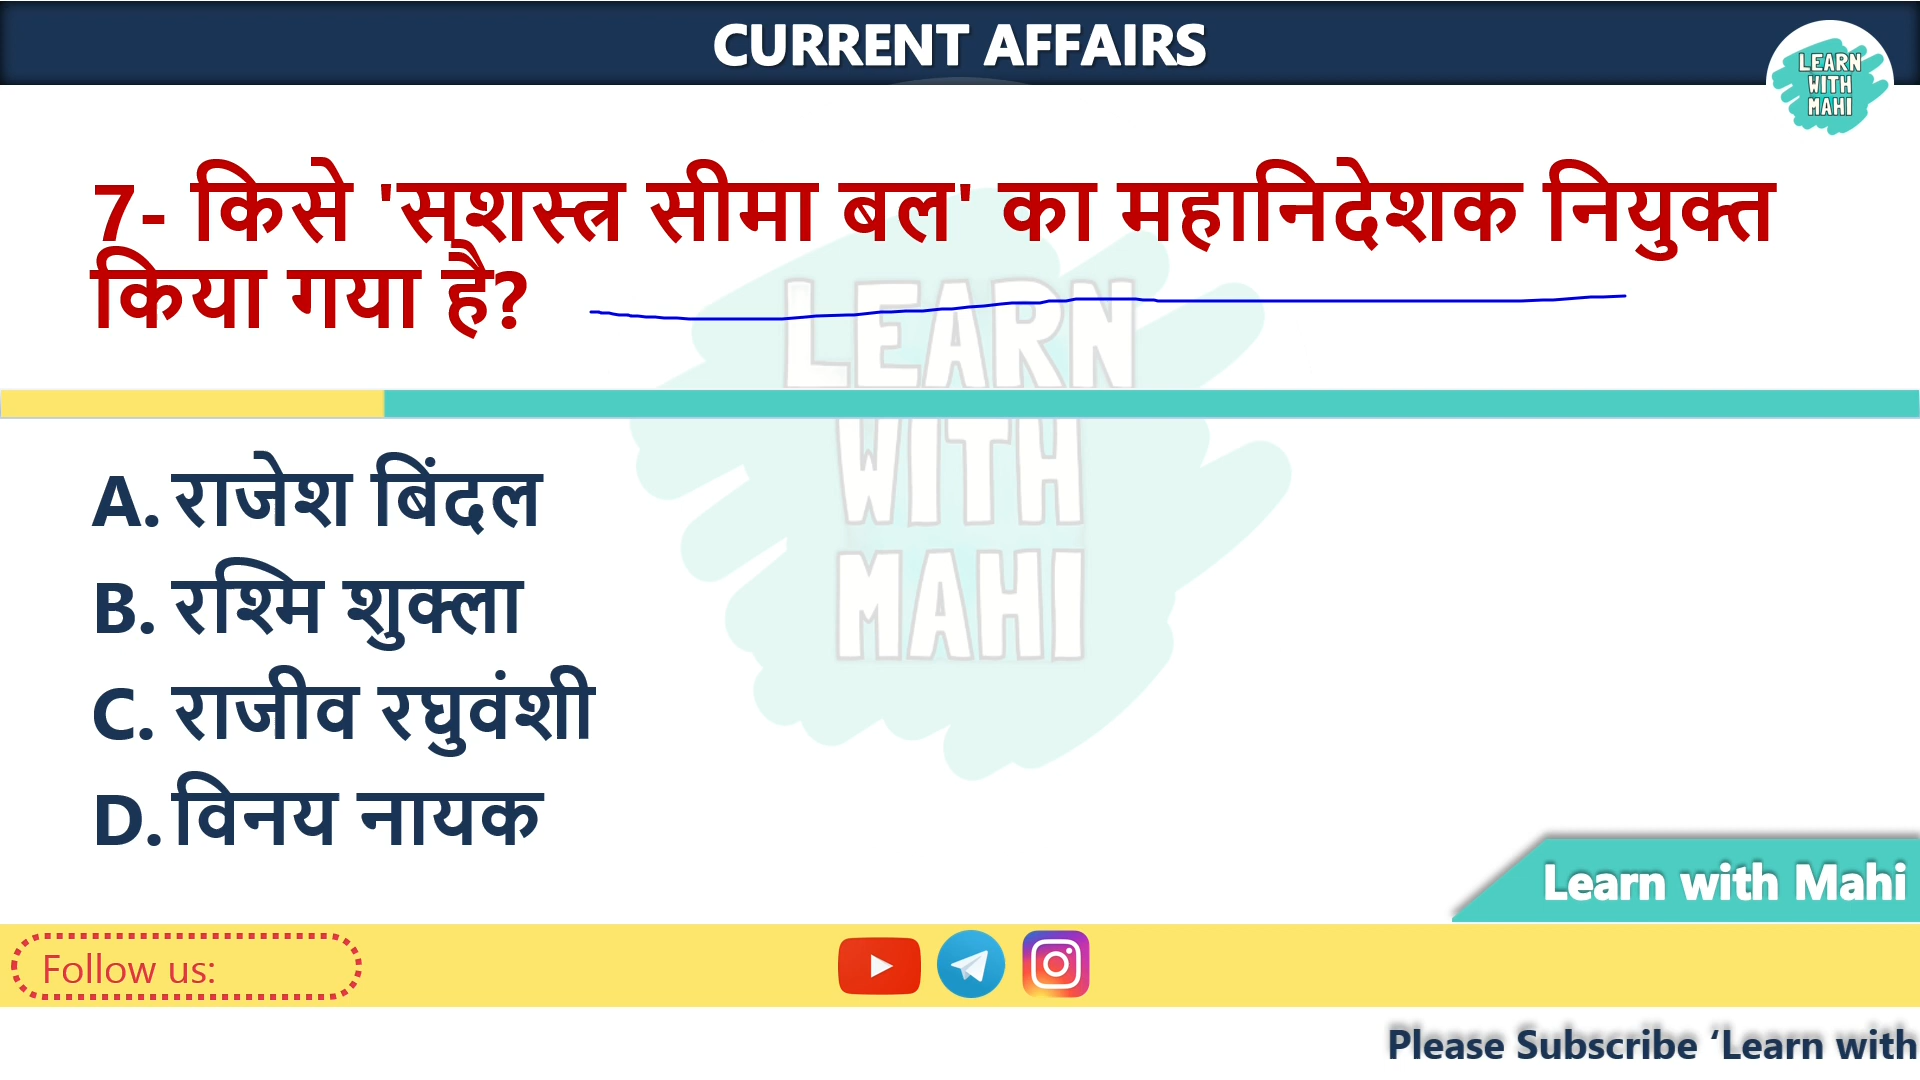 CURRENT AFFAIRS
LEARN
WITH
MAHI
7- किसे 'सशस्त्र सीमा बल' का महानिदेशक नियुक्त
किया गया है?
LEARN
WITH
MAHI
A. राजेश बिंदल
B. रश्मि शुक्ला
C. राजीव रघुवंशी
D. विनय नायक
Learn with Mahi
Follow us:
Please Subscribe ‘Learn with